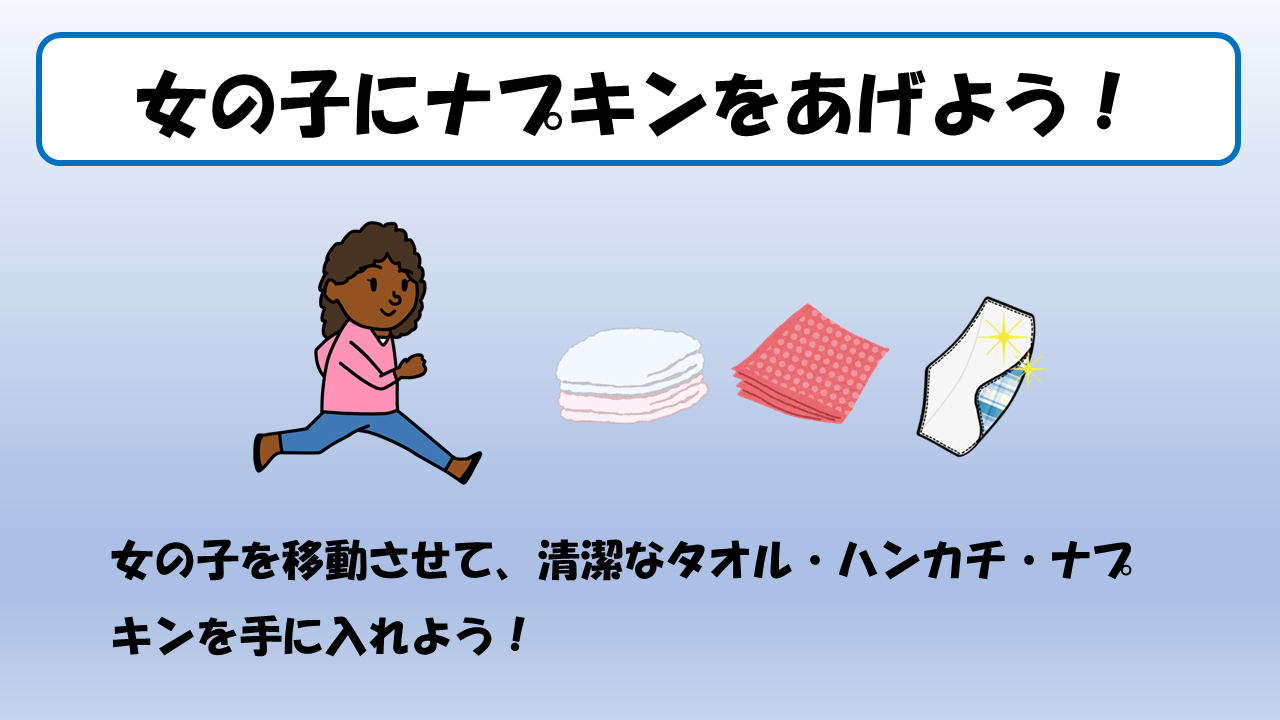 女の子にナプキンをあげよう！
女の子を移動させて、清潔なタオル・ハンカチ・ナプ
キンを手に入れよう！